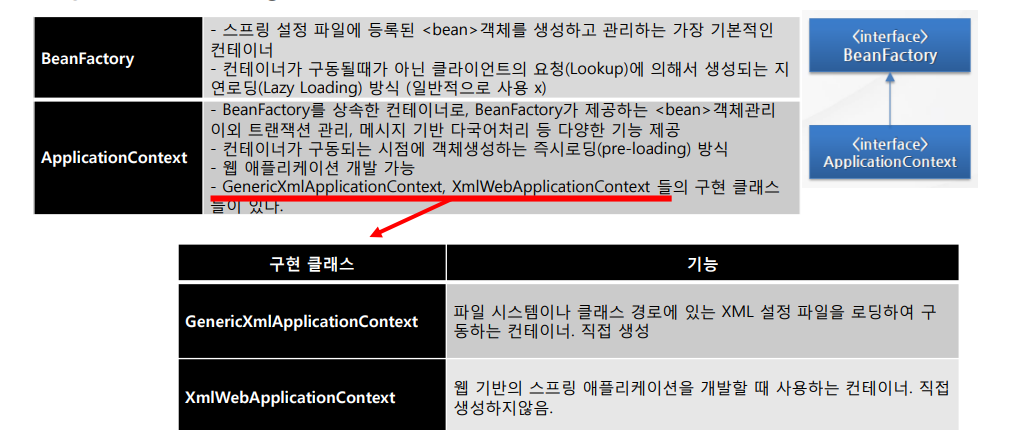 BeanFactory
- 스프링 설정 파일에 등록된 <bean>객체를 생성하고 관리하는 가장 기본적인
컨테이너
- 컨테이너가 구동될때가 아닌 클라이언트의 요청(Lookup)에 의해서 생성되는 지
연로딩(Lazy Loading) 방식 (일반적으로 사용 x)
ApplicationContext
- BeanFactory를 상속한 컨테이너로, BeanFactory가 제공하는 <bean>객체관리
이외 트랜잭션 관리, 메시지 기반 다국어처리 등 다양한 기능 제공
- 컨테이너가 구동되는 시점에 객체생성하는 즉시로딩(pre-loading) 방식
- 웹 애플리케이션 개발 가능
- GenericXmlApplicationContext, XmlWebApplicationContext 들의 구현 클래스
들이 있다.
<interface>
BeanFactory
<interface>
ApplicationContext
구현 클래스
기능
GenericXmlApplicationContext
파일 시스템이나 클래스 경로에 있는 XML 설정 파일을 로딩하여 구
동하는 컨테이너. 직접 생성
XmlWebApplicationContext
웹 기반의 스프링 애플리케이션을 개발할 때 사용하는 컨테이너. 직접
생성하지않음.